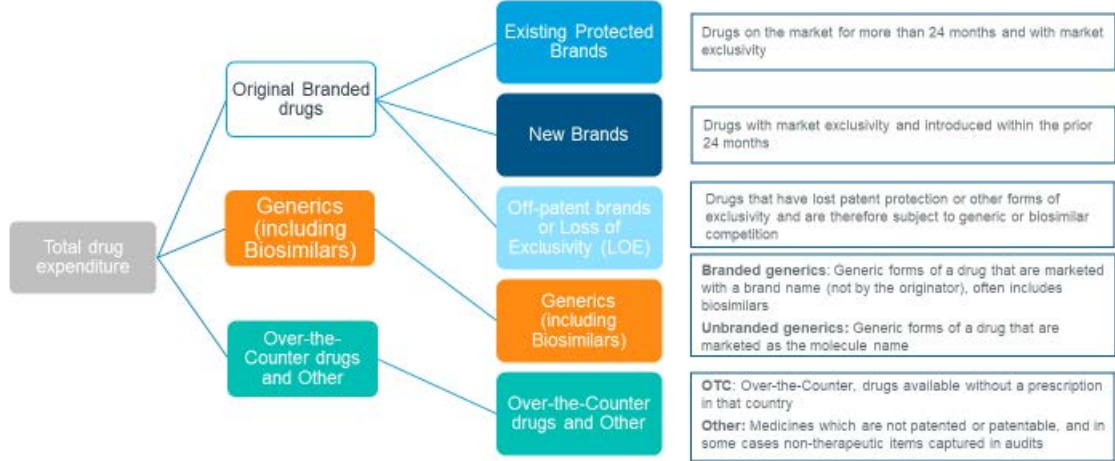 Total drug
expenditure
Original Branded
drugs
Generics
(including
Biosimilars)
Over-the-
Counter drugs
and Other
Existing Protected
Brands
Drugs on the market for more than 24 months and with market
exclusivity
New Brands
Drugs with market exclusivity and introduced within the prior
24 months
Off-patent brands
or Loss of
Exclusivity (LOE)
Drugs that have lost patent protection or other forms of
exclusivity and are therefore subject to generic or biosimilar
competition
Generics
(including
Biosimilars)
Branded generics: Generic forms of a drug that are marketed
with a brand name (not by the originator), often includes
biosimilars
Unbranded generics: Generic forms of a drug that are
marketed as the molecule name
Over-the-Counter
drugs and Other
OTC: Over-the-Counter, drugs available without a prescription
in that country
Other: Medicines which are not patented or patentable, and in
some cases non-therapeutic items captured in audits